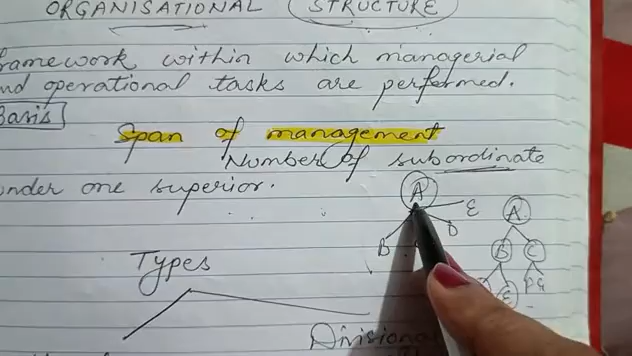 ORGANISATIONAL STRUCTURE
framework within which managerial
and operational tasks are performed.
Basis
Span of management
Number of subordinate
under one superior.
A
E
D
B
A
B C
E
Types
Divisiona